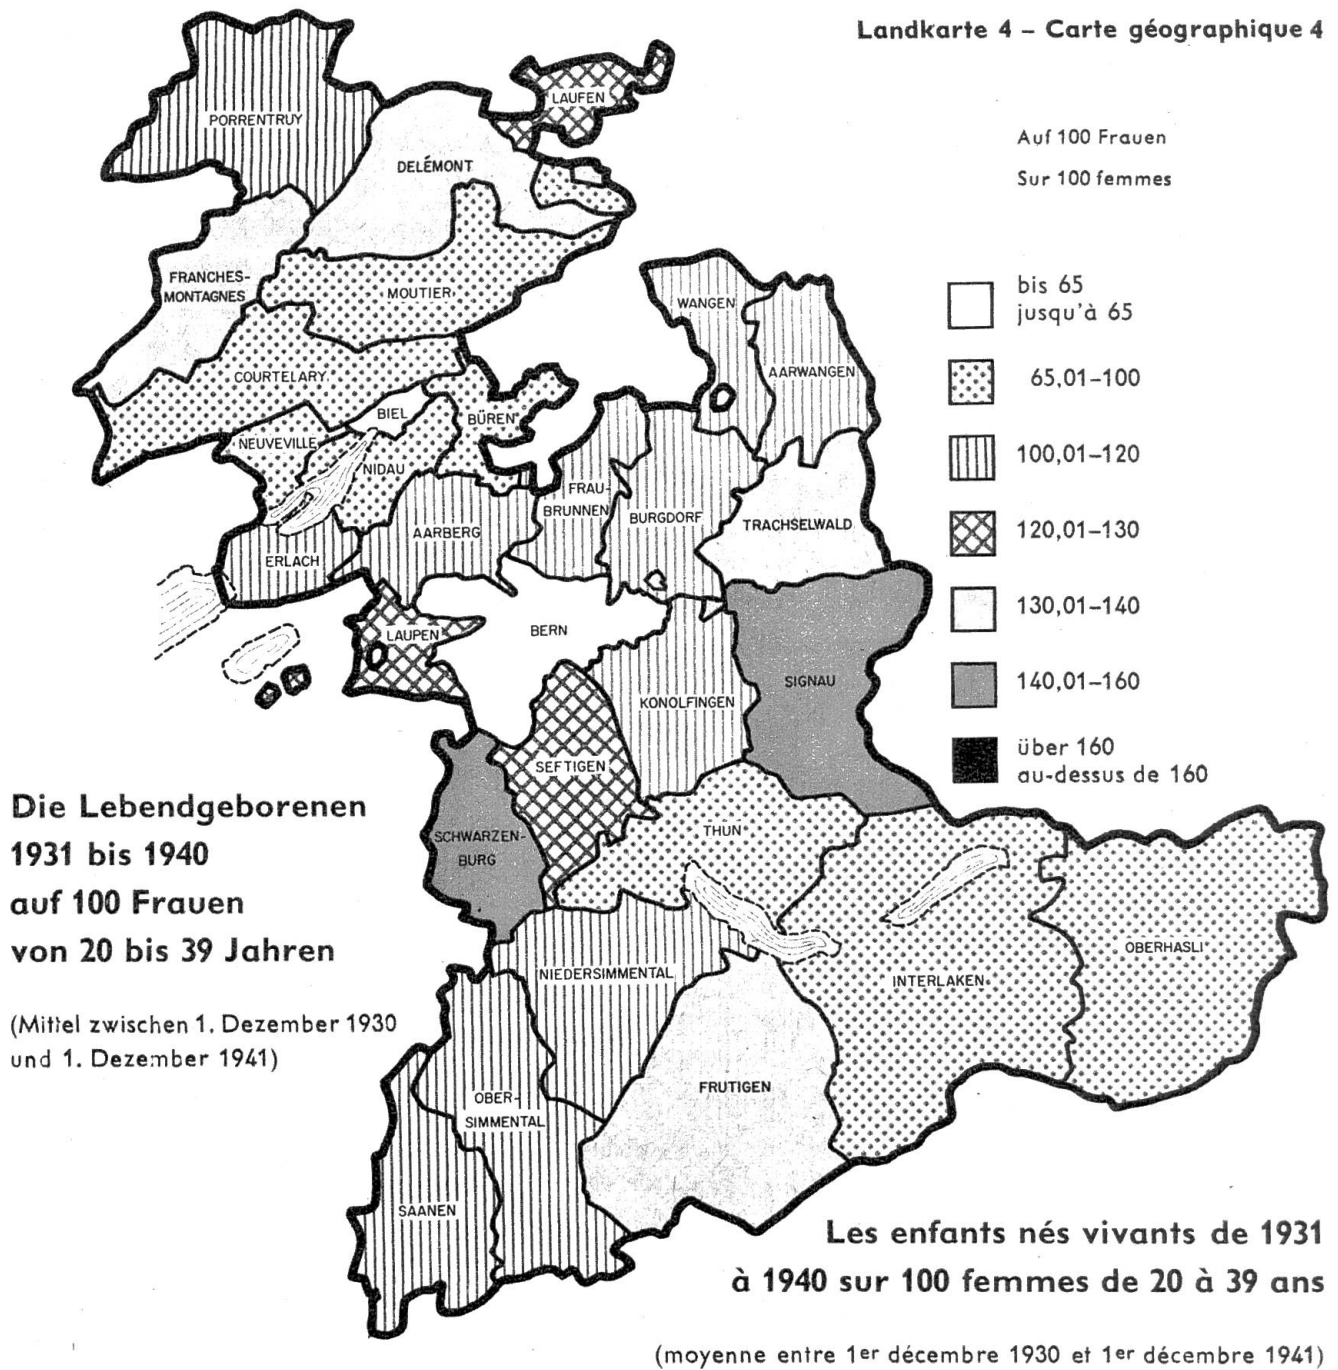 Landkarte 4 – Carte géographique 4
Auf 100 Frauen
Sur 100 femmes
bis 65
jusqu'à 65
65,01–100
100,01–120
120,01–130
130,01–140
140,01–160
über 160
au-dessus de 160
PORRENTRUY
LAUFEN
DELÉMONT
FRANCHES-
MONTAGNES
MOUTIER
WANGEN
AARWANGEN
COURTELARY
BIEL
BÜREN
NEUVEVILLE
NIDAU
FRAU-
BRUNNEN
BURGDORF
TRACHSELWALD
AARBERG
ERLACH
LAUPEN
BERN
SIGNAU
KONOLFINGEN
SEFTIGEN
SCHWARZEN-
BURG
THUN
OBERHASLI
NIEDERSIMMENTAL
INTERLAKEN
FRUTIGEN
OBER-
SIMMENTAL
SAANEN
Die Lebendgeborenen
1931 bis 1940
auf 100 Frauen
von 20 bis 39 Jahren
(Mittel zwischen 1. Dezember 1930
und 1. Dezember 1941)
Les enfants nés vivants de 1931
à 1940 sur 100 femmes de 20 à 39 ans
(moyenne entre 1er décembre 1930 et 1er décembre 1941)